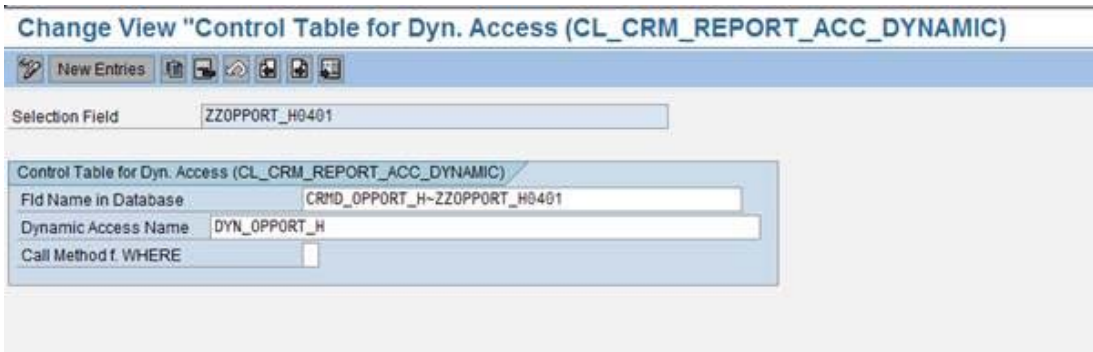 Change View "Control Table for Dyn. Access (CL_CRM_REPORT_ACC_DYNAMIC)
New Entries
Selection Field ZZOPPORT_H0401
Control Table for Dyn. Access (CL_CRM_REPORT_ACC_DYNAMIC)
Fld Name in Database CRMD_OPPORT_H~ZZOPPORT_H0401
Dynamic Access Name DYN_OPPORT_H
Call Method f. WHERE